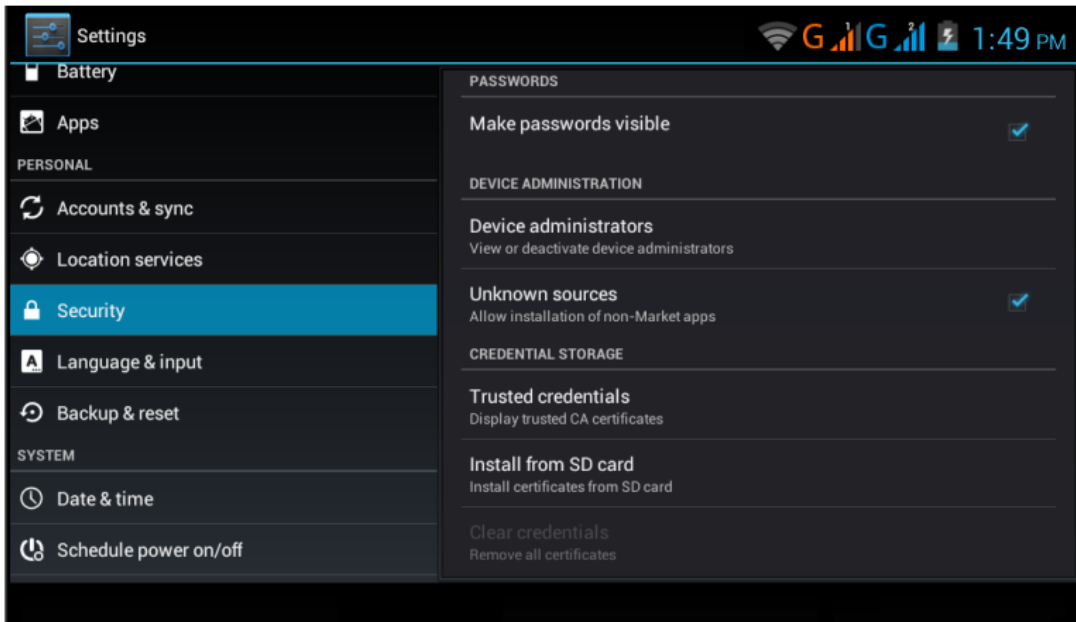 Settings
G 1 G 2 1:49 PM
Battery
Apps
PERSONAL
Accounts & sync
Location services
Security
A
Language & input
Backup & reset
SYSTEM
Date & time
Schedule power on/off
PASSWORDS
Make passwords visible
DEVICE ADMINISTRATION
Device administrators
View or deactivate device administrators
Unknown sources
Allow installation of non-Market apps
CREDENTIAL STORAGE
Trusted credentials
Display trusted CA certificates
Install from SD card
Install certificates from SD card
Clear credentials
Remove all certificates